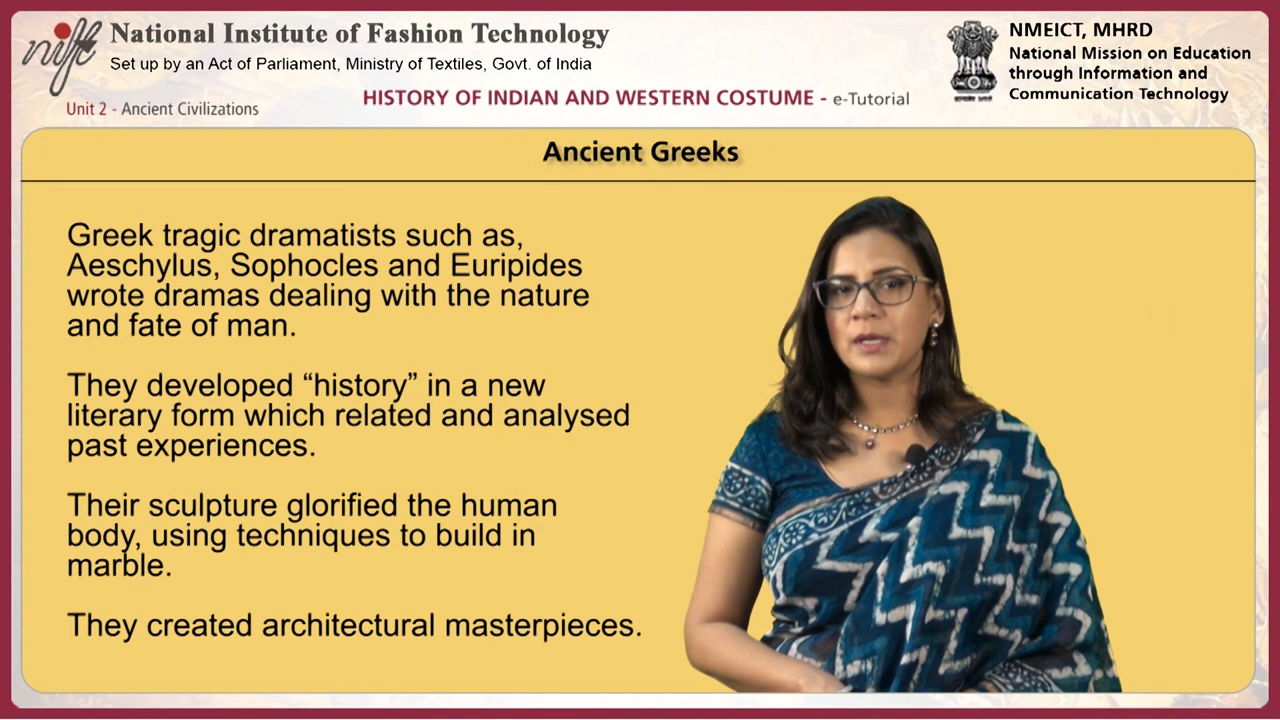 nift
National Institute of Fashion Technology
Set up by an Act of Parliament, Ministry of Textiles, Govt. of India
NMEICT, MHRD
National Mission on Education
through Information and
Communication Technology
Unit 2 - Ancient Civilizations
HISTORY OF INDIAN AND WESTERN COSTUME - e-Tutorial
Ancient Greeks
Greek tragic dramatists such as,
Aeschylus, Sophocles and Euripides
wrote dramas dealing with the nature
and fate of man.
They developed “history” in a new
literary form which related and analysed
past experiences.
Their sculpture glorified the human
body, using techniques to build in
marble.
They created architectural masterpieces.